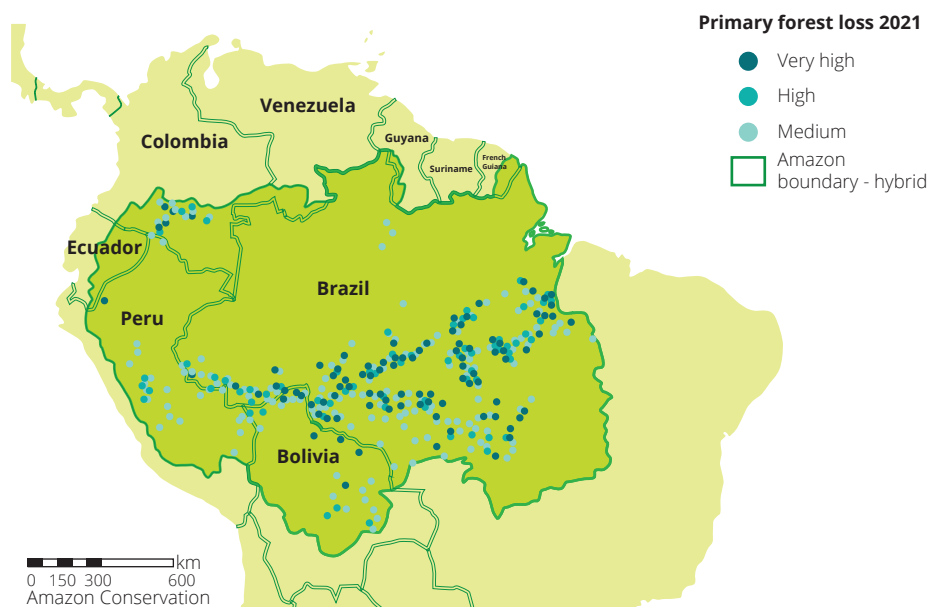 Primary forest loss 2021
Very high
High
Medium
Amazon
boundary - hybrid
Venezuela
Colombia
Guyana
Suriname
French
Guiana
Ecuador
Brazil
Peru
Bolivia
km
0 150 300 600
Amazon Conservation